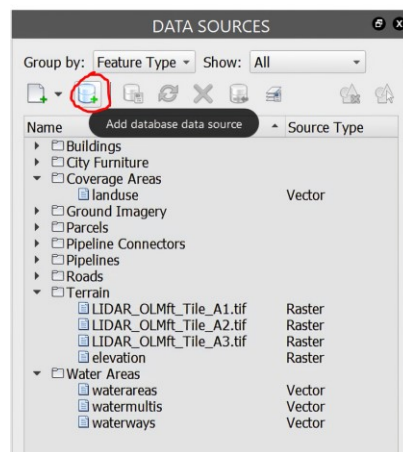 DATA SOURCES
Group by: Feature Type Show: All
Add database data source
Name Source Type
Buildings
City Furniture
Coverage Areas
landuse Vector
Ground Imagery
Parcels
Pipeline Connectors
Pipelines
Roads
Terrain
LIDAR_OLMft_Tile_A1.tif Raster
LIDAR_OLMft_Tile_A2.tif Raster
LIDAR_OLMft_Tile_A3.tif Raster
elevation Raster
Water Areas
waterareas Vector
watermultis Vector
waterways Vector